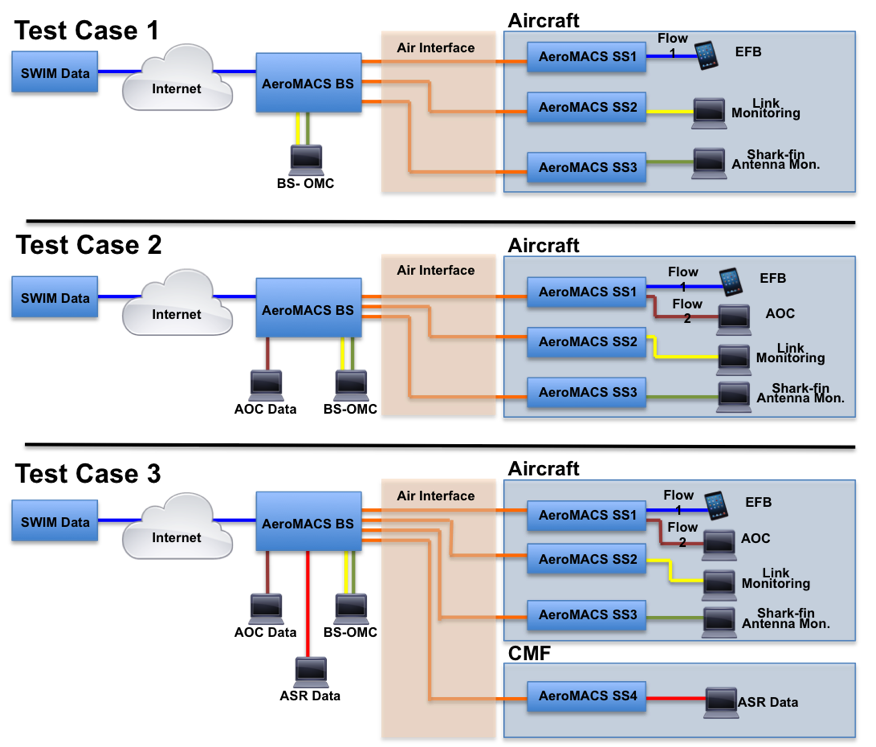 Test Case 1
Aircraft
SWIM Data
Internet
AeroMACS BS
BS- OMC
Air Interface
AeroMACS SS1
Flow
1
EFB
AeroMACS SS2
Link
Monitoring
AeroMACS SS3
Shark-fin
Antenna Mon.
Test Case 2
Aircraft
SWIM Data
Internet
AeroMACS BS
AOC Data
BS-OMC
Air Interface
AeroMACS SS1
Flow
1
EFB
Flow
2
AOC
AeroMACS SS2
Link
Monitoring
AeroMACS SS3
Shark-fin
Antenna Mon.
Test Case 3
Aircraft
SWIM Data
Internet
AeroMACS BS
AOC Data
BS-OMC
ASR Data
Air Interface
AeroMACS SS1
Flow
1
EFB
Flow
2
AOC
AeroMACS SS2
Link
Monitoring
AeroMACS SS3
Shark-fin
Antenna Mon.
CMF
AeroMACS SS4
ASR Data